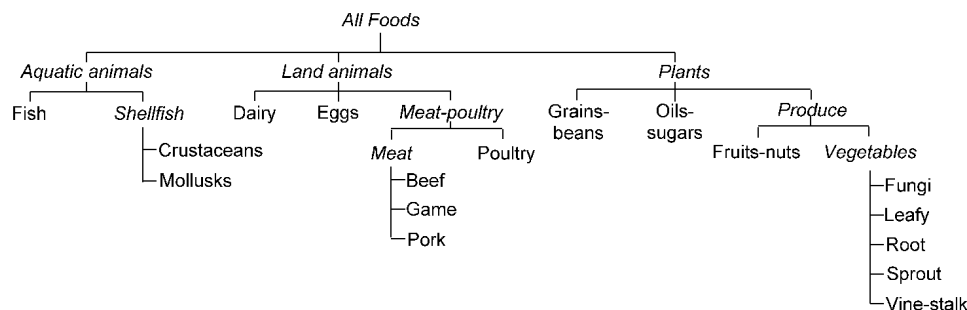 All Foods
Aquatic animals Land animals Plants
Fish Shellfish Dairy Eggs Meat-poultry Grains- Oils- Produce
beans sugars
Crustaceans Meat Poultry Fruits-nuts Vegetables
Mollusks Beef Fungi
Game Leafy
Pork Root
Sprout
Vine-stalk